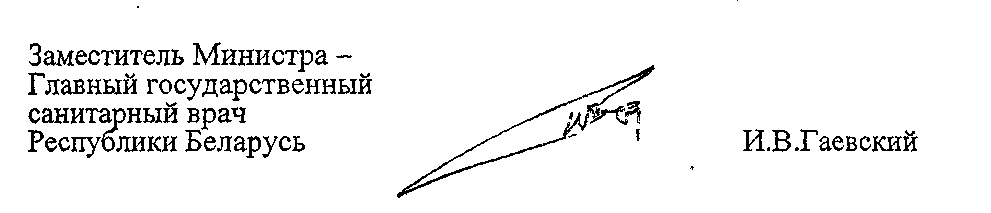 Заместитель Министра –
Главный государственный
санитарный врач
Республики Беларусь И.В.Гаевский